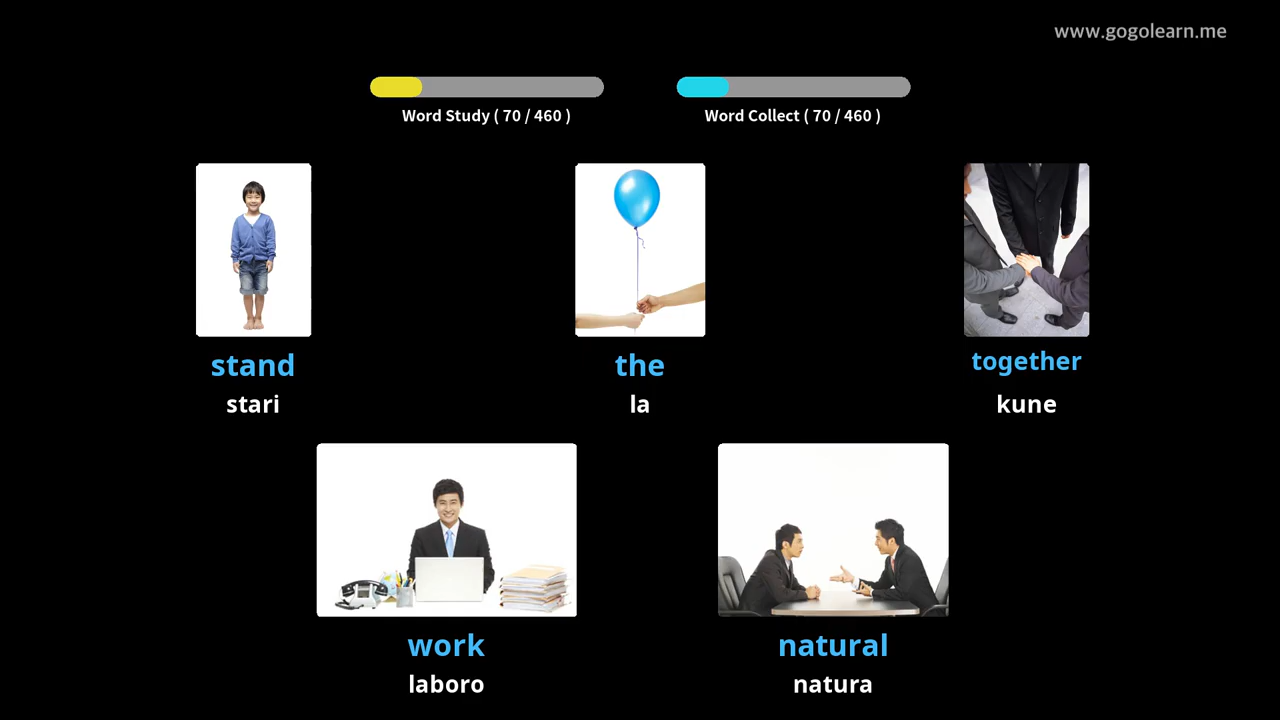 www.gogolearn.me
Word Study ( 70 / 460 )
Word Collect ( 70 / 460 )
stand
stari
the
la
together
kune
work
laboro
natural
natura